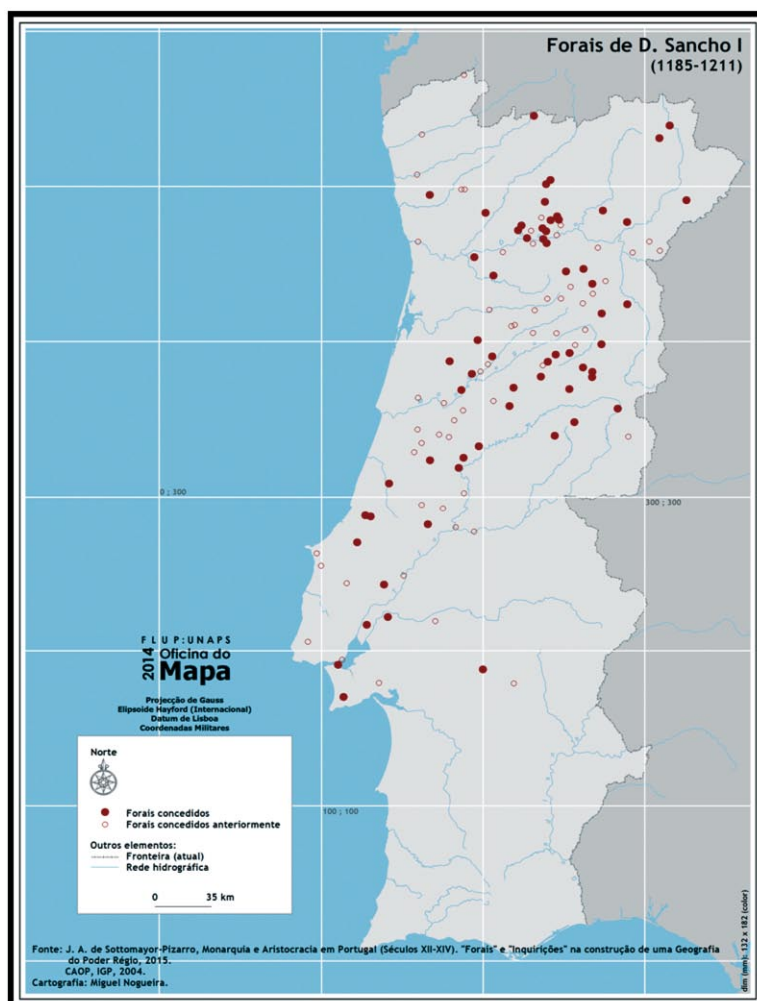 Forais de D. Sancho I
(1185-1211)
0 ; 300
300 ; 300
FLUP:UNAPS
2014 Oficina do
Mapa
Projecção de Gauss
Elipsoide Hayford (Internacional)
Datum de Lisboa
Coordenadas Militares
Norte
Forais concedidos
Forais concedidos anteriormente
Outros elementos:
Fronteira (atual)
Rede hidrográfica
0 35 km
100 ; 100
Fonte: J. A. de Sottomayor-Pizarro, Monarquia e Aristocracia em Portugal (Séculos XII-XIV). "Forais" e "Inquirições" na construção de uma Geografia
do Poder Régio, 2015.
CAOP, IGP, 2004.
Cartografia: Miguel Nogueira.
dim (mm): 132 x 182 (color)